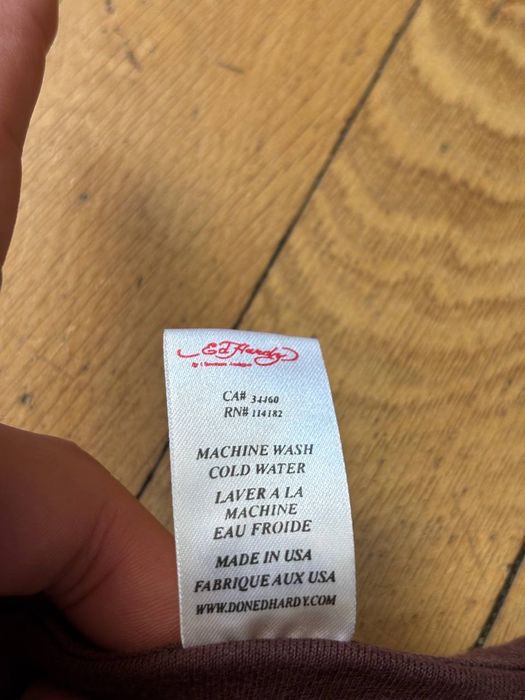 Ed Hardy
CA# 34460
RN# 114182
MACHINE WASH
COLD WATER
LAVER A LA
MACHINE
EAU FROIDE
MADE IN USA
FABRIQUE AUX USA
WWW.DONEDHARDY.COM